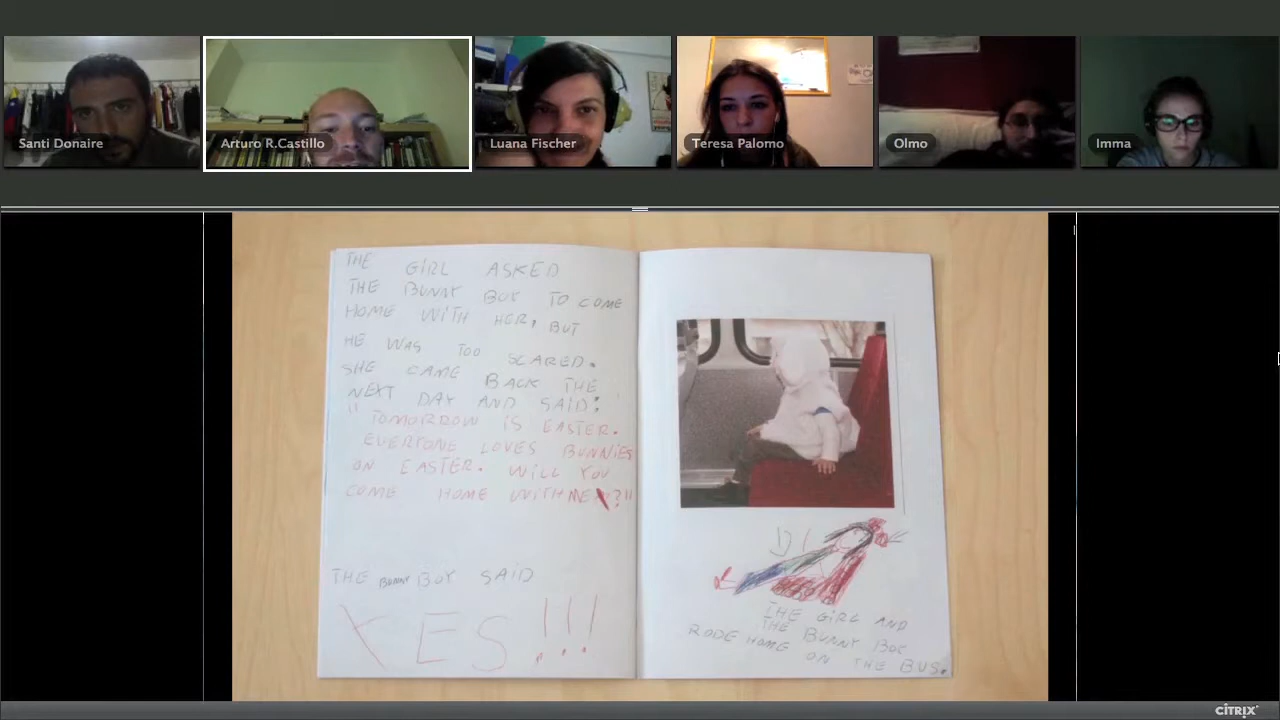 Santi Donaire
Arturo R.Castillo
Luana Fischer
Teresa Palomo
Olmo
Imma
THE GIRL ASKED
THE BUNNY BOY TO COME
HOME WITH HER, BUT
HE WAS TOO SCARED.
SHE CAME BACK THE
NEXT DAY AND SAID:
"TOMORROW IS EASTER.
EVERYONE LOVES BUNNIES
ON EASTER. WILL YOU
COME HOME WITH ME?"
THE BUNNY BOY SAID
YES!!!
THE GIRL AND
THE BUNNY BOY
RODE HOME ON THE BUS.
CITRIX